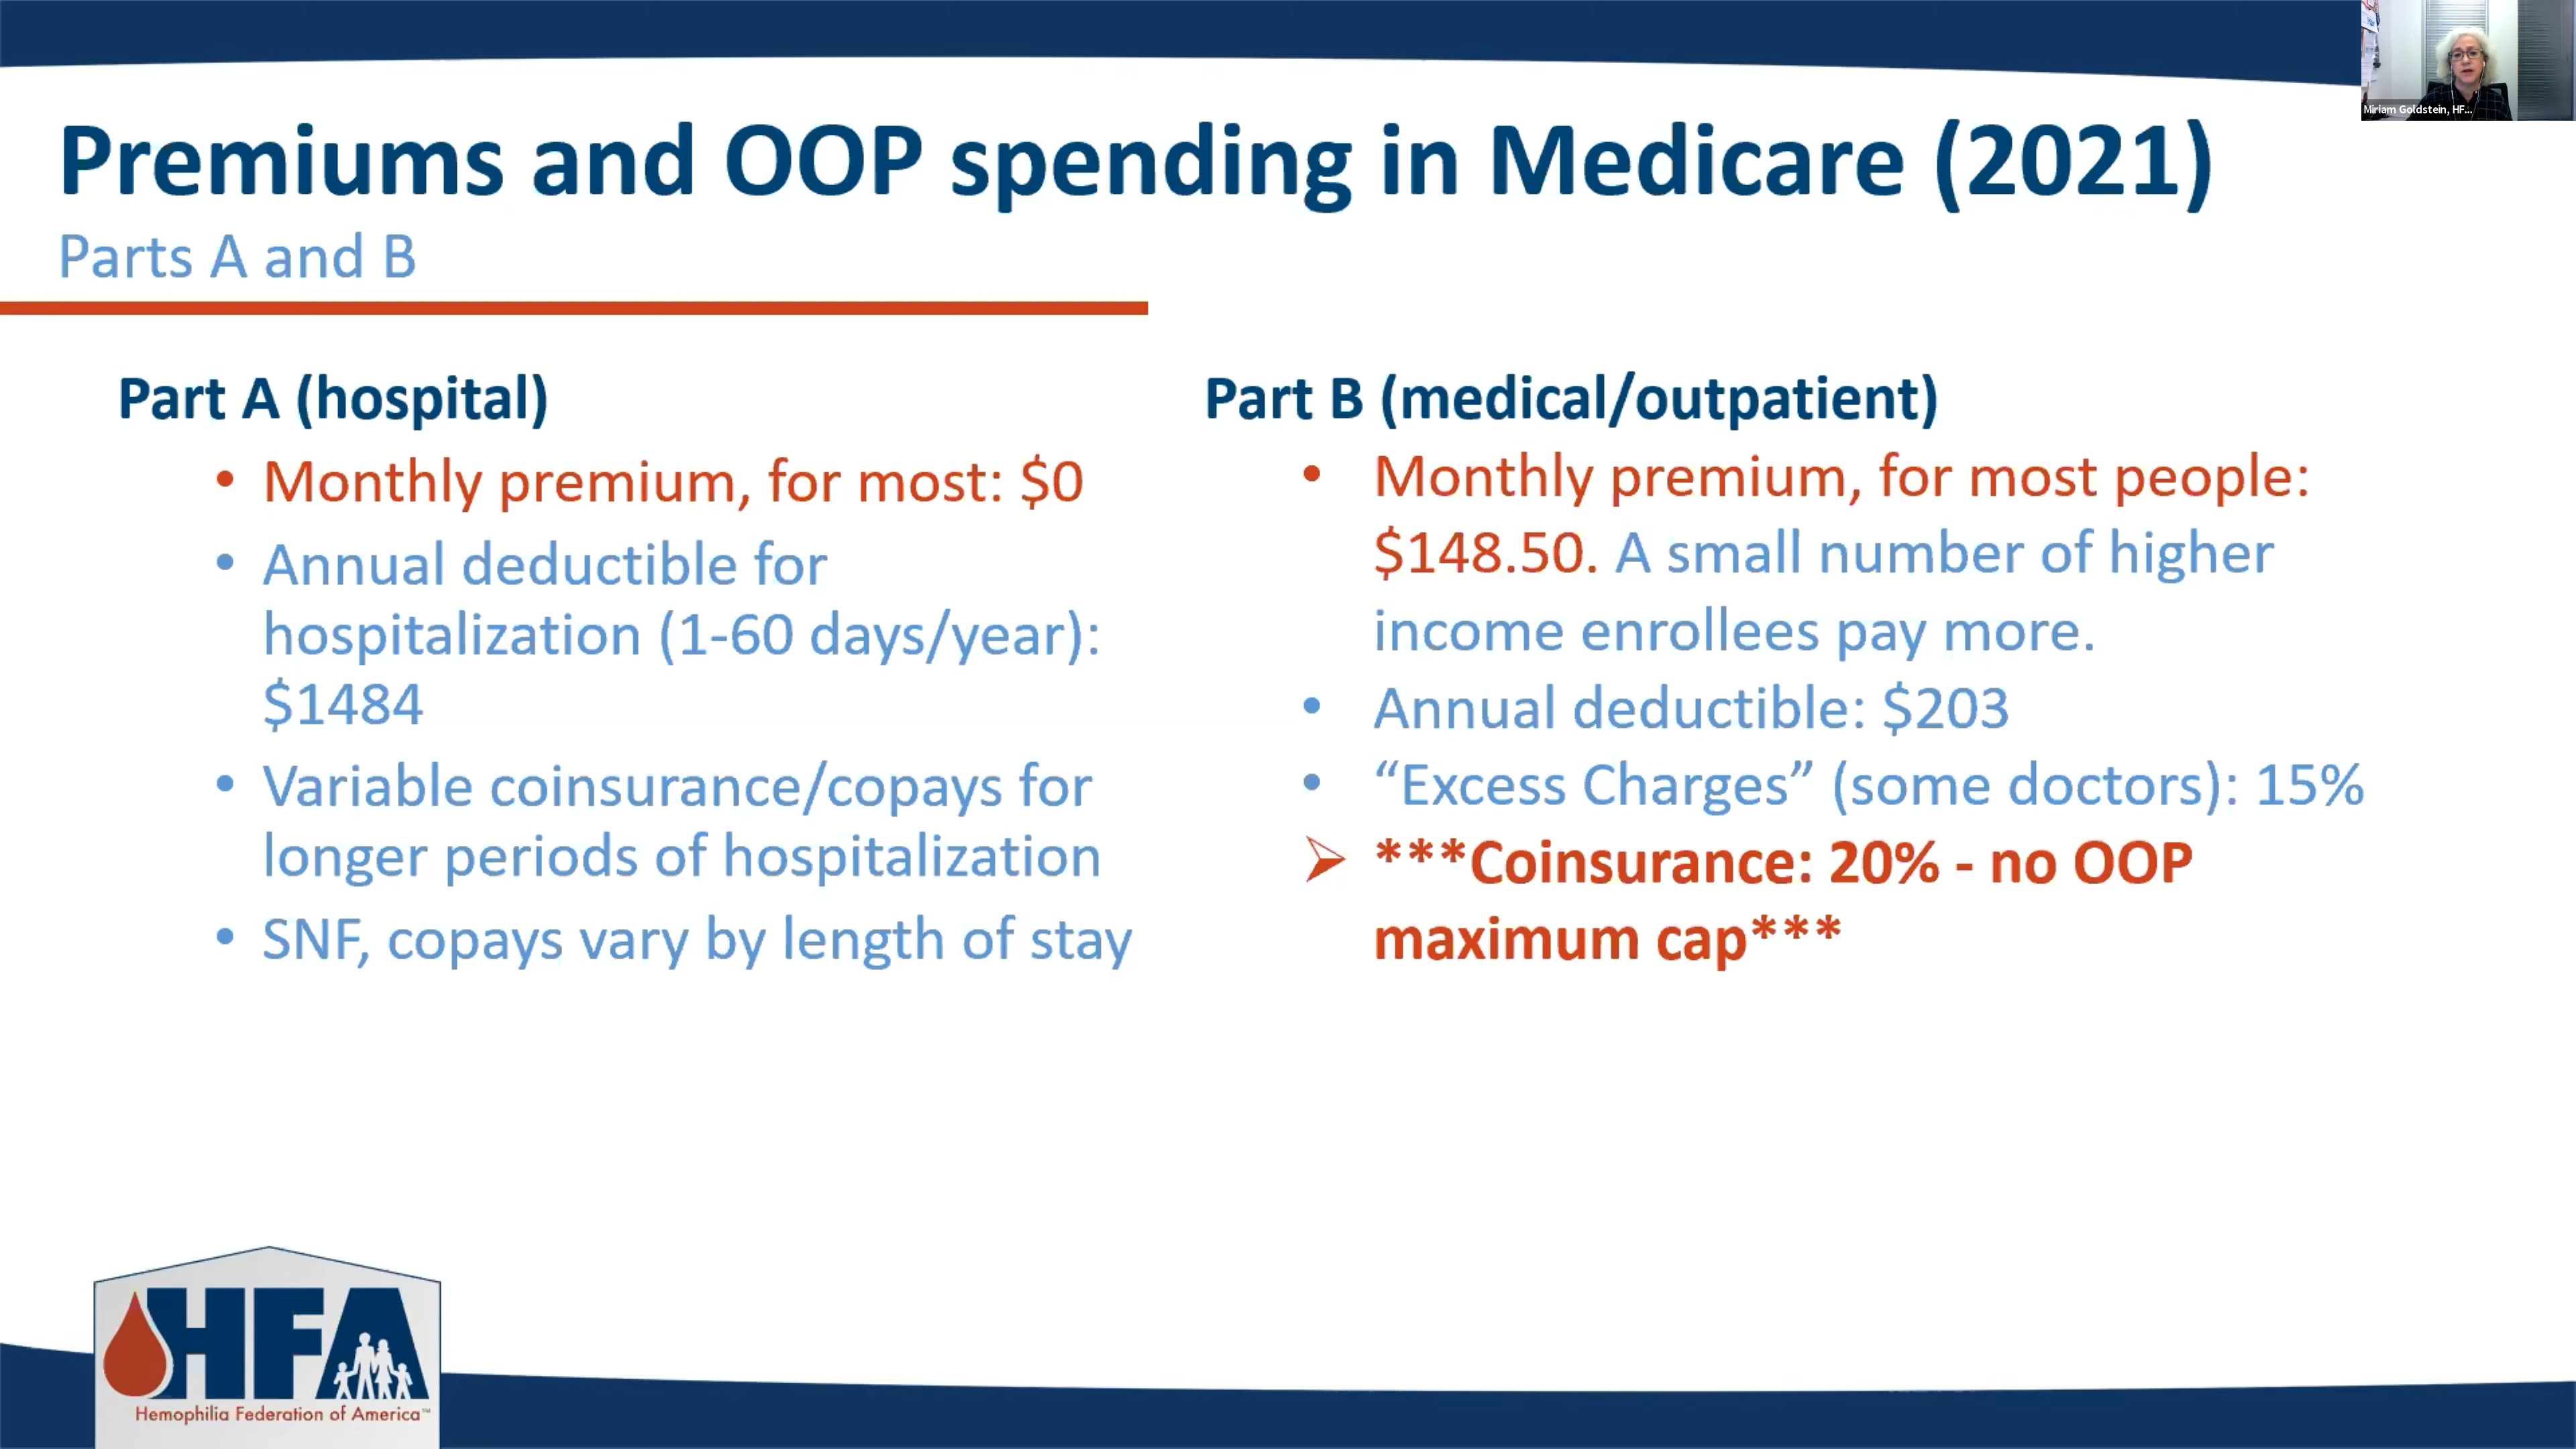 Miriam Goldstein, HF...
Premiums and OOP spending in Medicare (2021)
Parts A and B
Part A (hospital)
• Monthly premium, for most: $0
• Annual deductible for
hospitalization (1-60 days/year):
$1484
• Variable coinsurance/copays for
longer periods of hospitalization
• SNF, copays vary by length of stay
Part B (medical/outpatient)
• Monthly premium, for most people:
$148.50. A small number of higher
income enrollees pay more.
• Annual deductible: $203
• “Excess Charges” (some doctors): 15%
➢ ***Coinsurance: 20% - no OOP
maximum cap***
HFA
Hemophilia Federation of America™